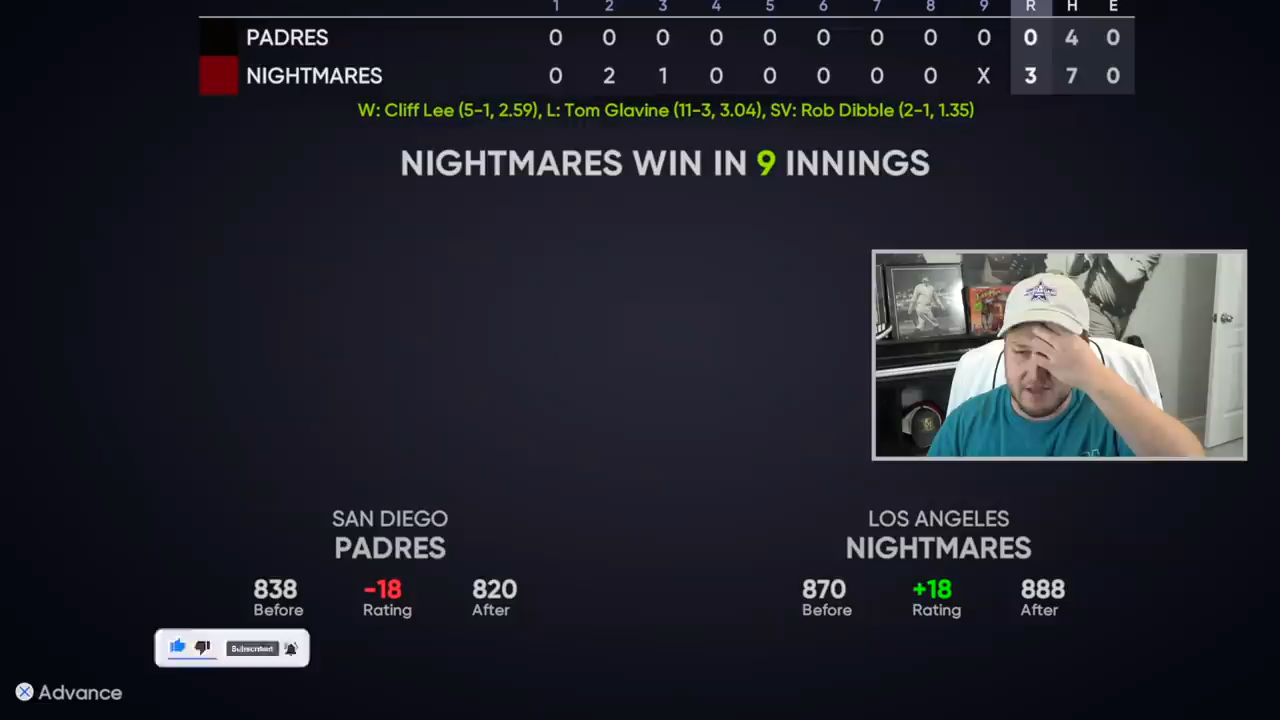 1 2 3 4 5 6 7 8 9 R H E
PADRES 0 0 0 0 0 0 0 0 0 0 4 0
NIGHTMARES 0 2 1 0 0 0 0 0 X 3 7 0
W: Cliff Lee (5-1, 2.59), L: Tom Glavine (11-3, 3.04), SV: Rob Dibble (2-1, 1.35)
NIGHTMARES WIN IN 9 INNINGS
SAN DIEGO
PADRES
838 -18 820
Before Rating After
LOS ANGELES
NIGHTMARES
870 +18 888
Before Rating After
Subscribed
Advance